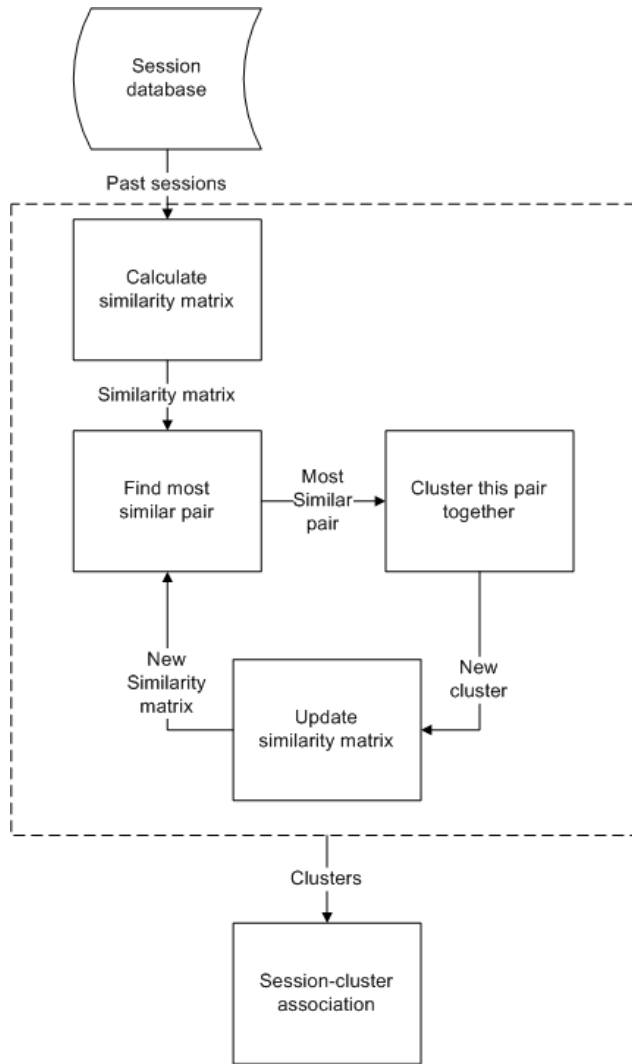 Session
database
Past sessions
Calculate
similarity matrix
Similarity matrix
Find most
similar pair
Most
Similar
pair
Cluster this pair
together
New
cluster
Update
similarity matrix
New
Similarity
matrix
Clusters
Session-cluster
association